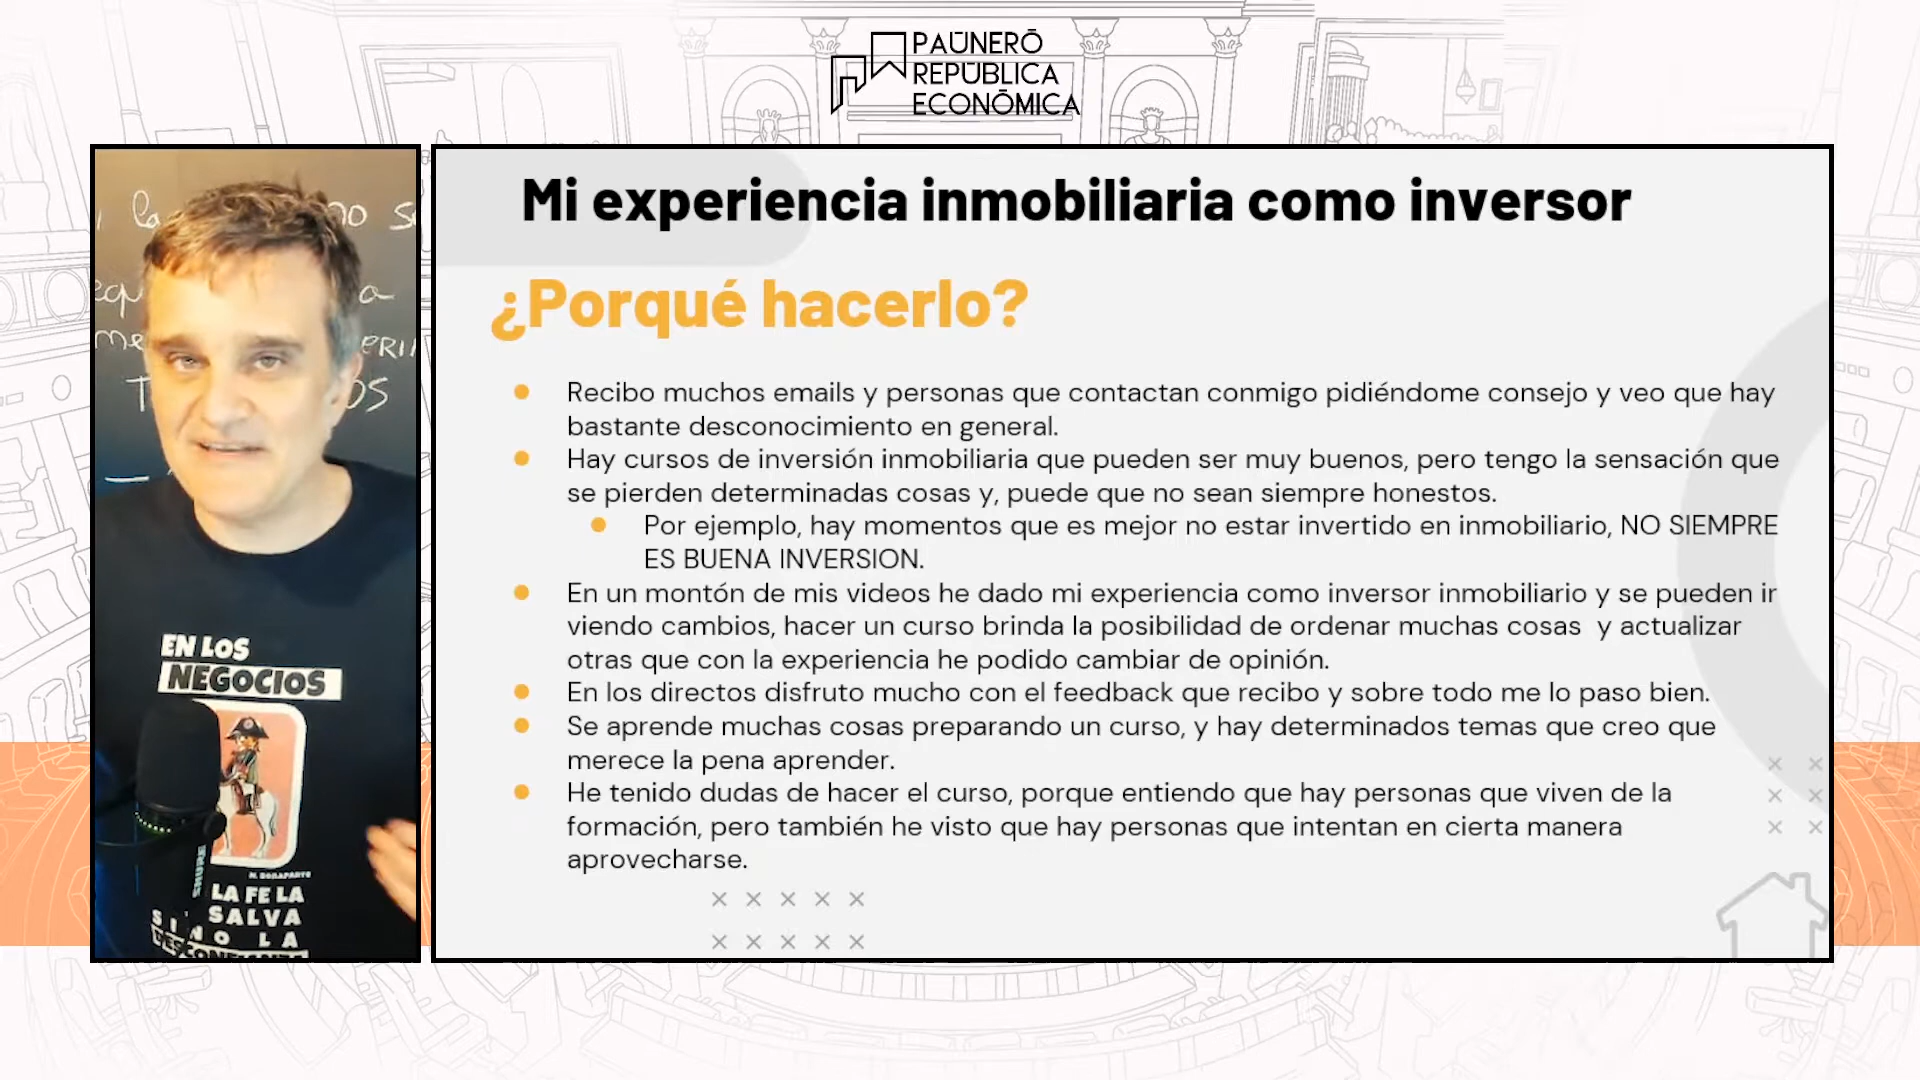 PAŪNERŌ
REPŪBLICA
ECONŌMICA
Mi experiencia inmobiliaria como inversor
¿Porqué hacerlo?
Recibo muchos emails y personas que contactan conmigo pidiéndome consejo y veo que hay
bastante desconocimiento en general.
Hay cursos de inversión inmobiliaria que pueden ser muy buenos, pero tengo la sensación que
se pierden determinadas cosas y, puede que no sean siempre honestos.
Por ejemplo, hay momentos que es mejor no estar invertido en inmobiliario, NO SIEMPRE
ES BUENA INVERSION.
En un montón de mis videos he dado mi experiencia como inversor inmobiliario y se pueden ir
viendo cambios, hacer un curso brinda la posibilidad de ordenar muchas cosas y actualizar
otras que con la experiencia he podido cambiar de opinión.
En los directos disfruto mucho con el feedback que recibo y sobre todo me lo paso bien.
Se aprende muchas cosas preparando un curso, y hay determinados temas que creo que
merece la pena aprender.
He tenido dudas de hacer el curso, porque entiendo que hay personas que viven de la
formación, pero también he visto que hay personas que intentan en cierta manera
aprovecharse.
la
EN LOS
NEGOCIOS
N. BONAPARTE
LA FE LA
SALVA
NO LA
SHURE